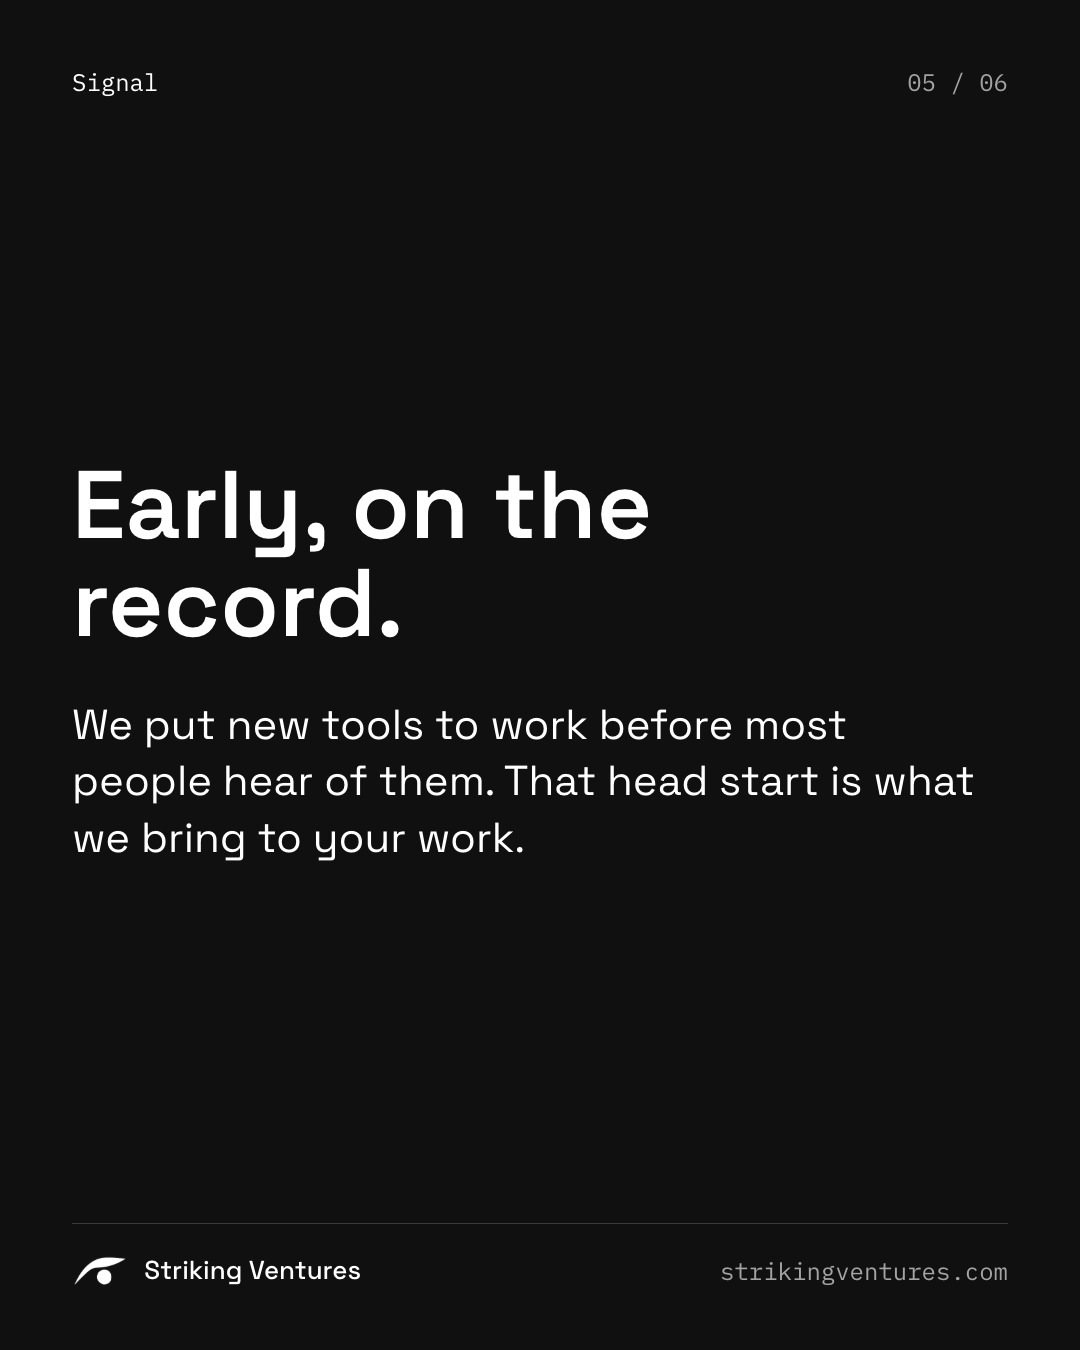 Signal
05 / 06
Early, on the
record.
We put new tools to work before most
people hear of them. That head start is what
we bring to your work.
Striking Ventures
strikingventures.com